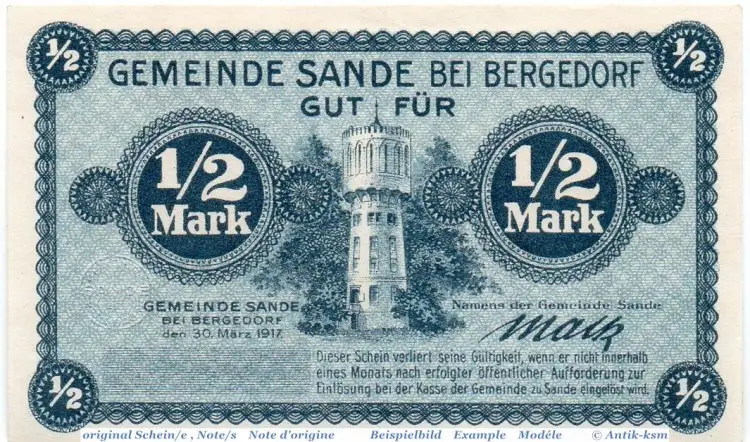 1/2
1/2
GEMEINDE SANDE BEI BERGEDORF
GUT FÜR
1/2
Mark
1/2
Mark
GEMEINDE SANDE
BEI BERGEDORF
den 30. März 1917.
Namens der Gemeinde Sande
Dieser Schein verliert seine Gültigkeit, wenn er nicht innerhalb
eines Monats nach erfolgter öffentlicher Aufforderung zur
Einlösung bei der Kasse der Gemeinde zu Sande eingelöst wird.
1/2
1/2
original Schein/e , Note/s Note d'origine Beispielbild Example Modéle © Antik-ksm